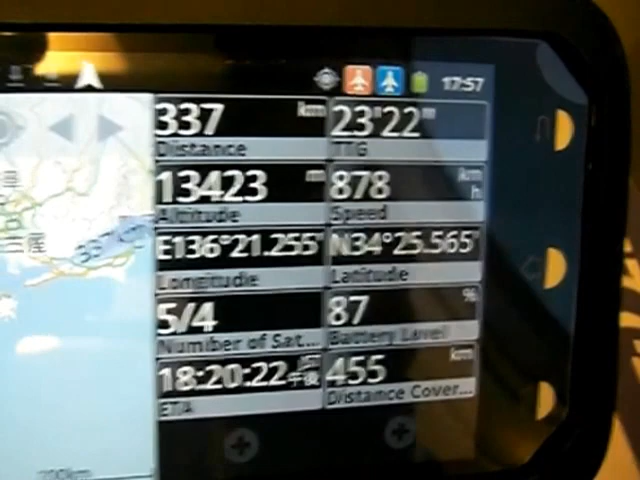 17:57
337 km
Distance
23'22"
TTG
13423 m
Altitude
878 km h
Speed
E136°21.255'
Longitude
N34°25.565'
Latitude
5/4
Number of Sat...
87 %
Battery Level
18:20:22 午後
ETA
455 km
Distance Cover...